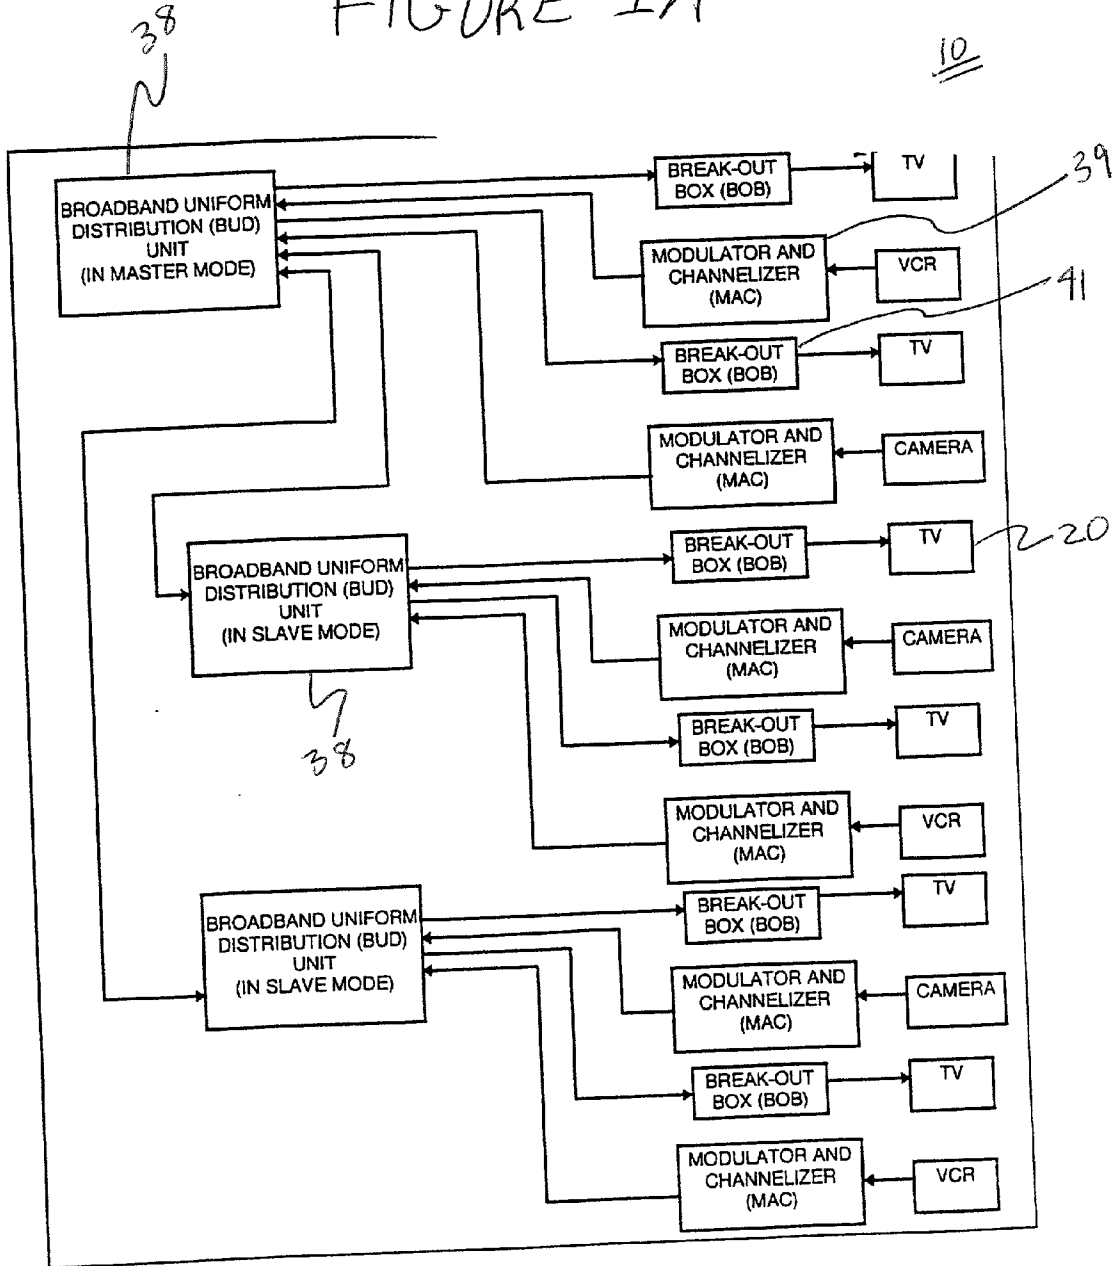 FIGURE 1A
38
10
BROADBAND UNIFORM
DISTRIBUTION (BUD)
UNIT
(IN MASTER MODE)
BREAK-OUT
BOX (BOB)
TV
39
MODULATOR AND
CHANNELIZER
(MAC)
VCR
41
BREAK-OUT
BOX (BOB)
TV
MODULATOR AND
CHANNELIZER
(MAC)
CAMERA
BROADBAND UNIFORM
DISTRIBUTION (BUD)
UNIT
(IN SLAVE MODE)
38
BREAK-OUT
BOX (BOB)
TV
20
MODULATOR AND
CHANNELIZER
(MAC)
CAMERA
BREAK-OUT
BOX (BOB)
TV
MODULATOR AND
CHANNELIZER
(MAC)
VCR
BROADBAND UNIFORM
DISTRIBUTION (BUD)
UNIT
(IN SLAVE MODE)
BREAK-OUT
BOX (BOB)
TV
MODULATOR AND
CHANNELIZER
(MAC)
CAMERA
BREAK-OUT
BOX (BOB)
TV
MODULATOR AND
CHANNELIZER
(MAC)
VCR